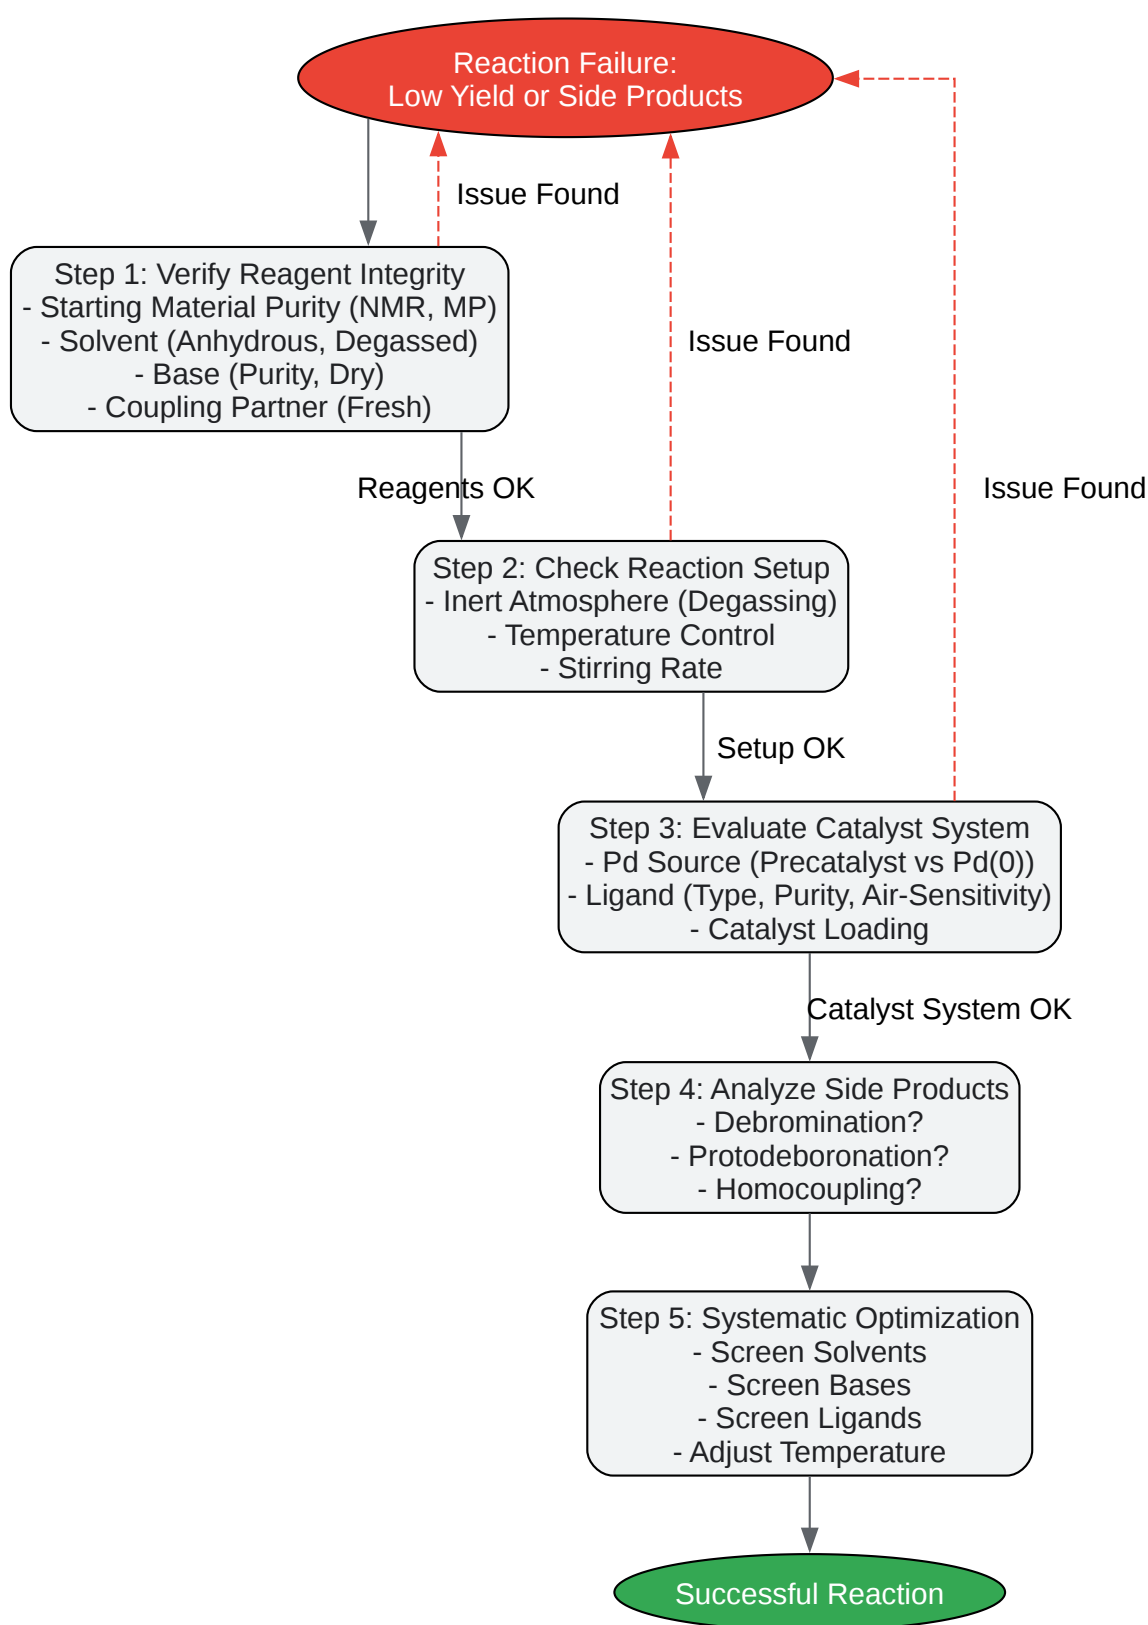 Reaction Failure:
Low Yield or Side Products
Issue Found
Step 1: Verify Reagent Integrity
- Starting Material Purity (NMR, MP)
- Solvent (Anhydrous, Degassed)
- Base (Purity, Dry)
- Coupling Partner (Fresh)
Issue Found
Reagents OK
Issue Found
Step 2: Check Reaction Setup
- Inert Atmosphere (Degassing)
- Temperature Control
- Stirring Rate
Setup OK
Step 3: Evaluate Catalyst System
- Pd Source (Precatalyst vs Pd(0))
- Ligand (Type, Purity, Air-Sensitivity)
- Catalyst Loading
Catalyst System OK
Step 4: Analyze Side Products
- Debromination?
- Protodeboronation?
- Homocoupling?
Step 5: Systematic Optimization
- Screen Solvents
- Screen Bases
- Screen Ligands
- Adjust Temperature
Successful Reaction